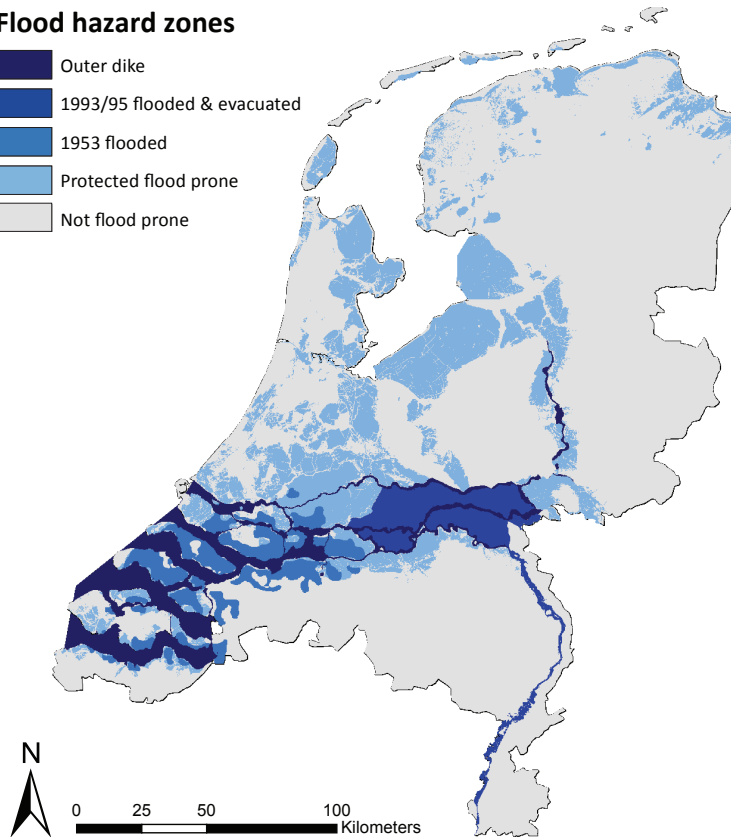 Flood hazard zones
Outer dike
1993/95 flooded & evacuated
1953 flooded
Protected flood prone
Not flood prone
N
0 25 50 100
Kilometers